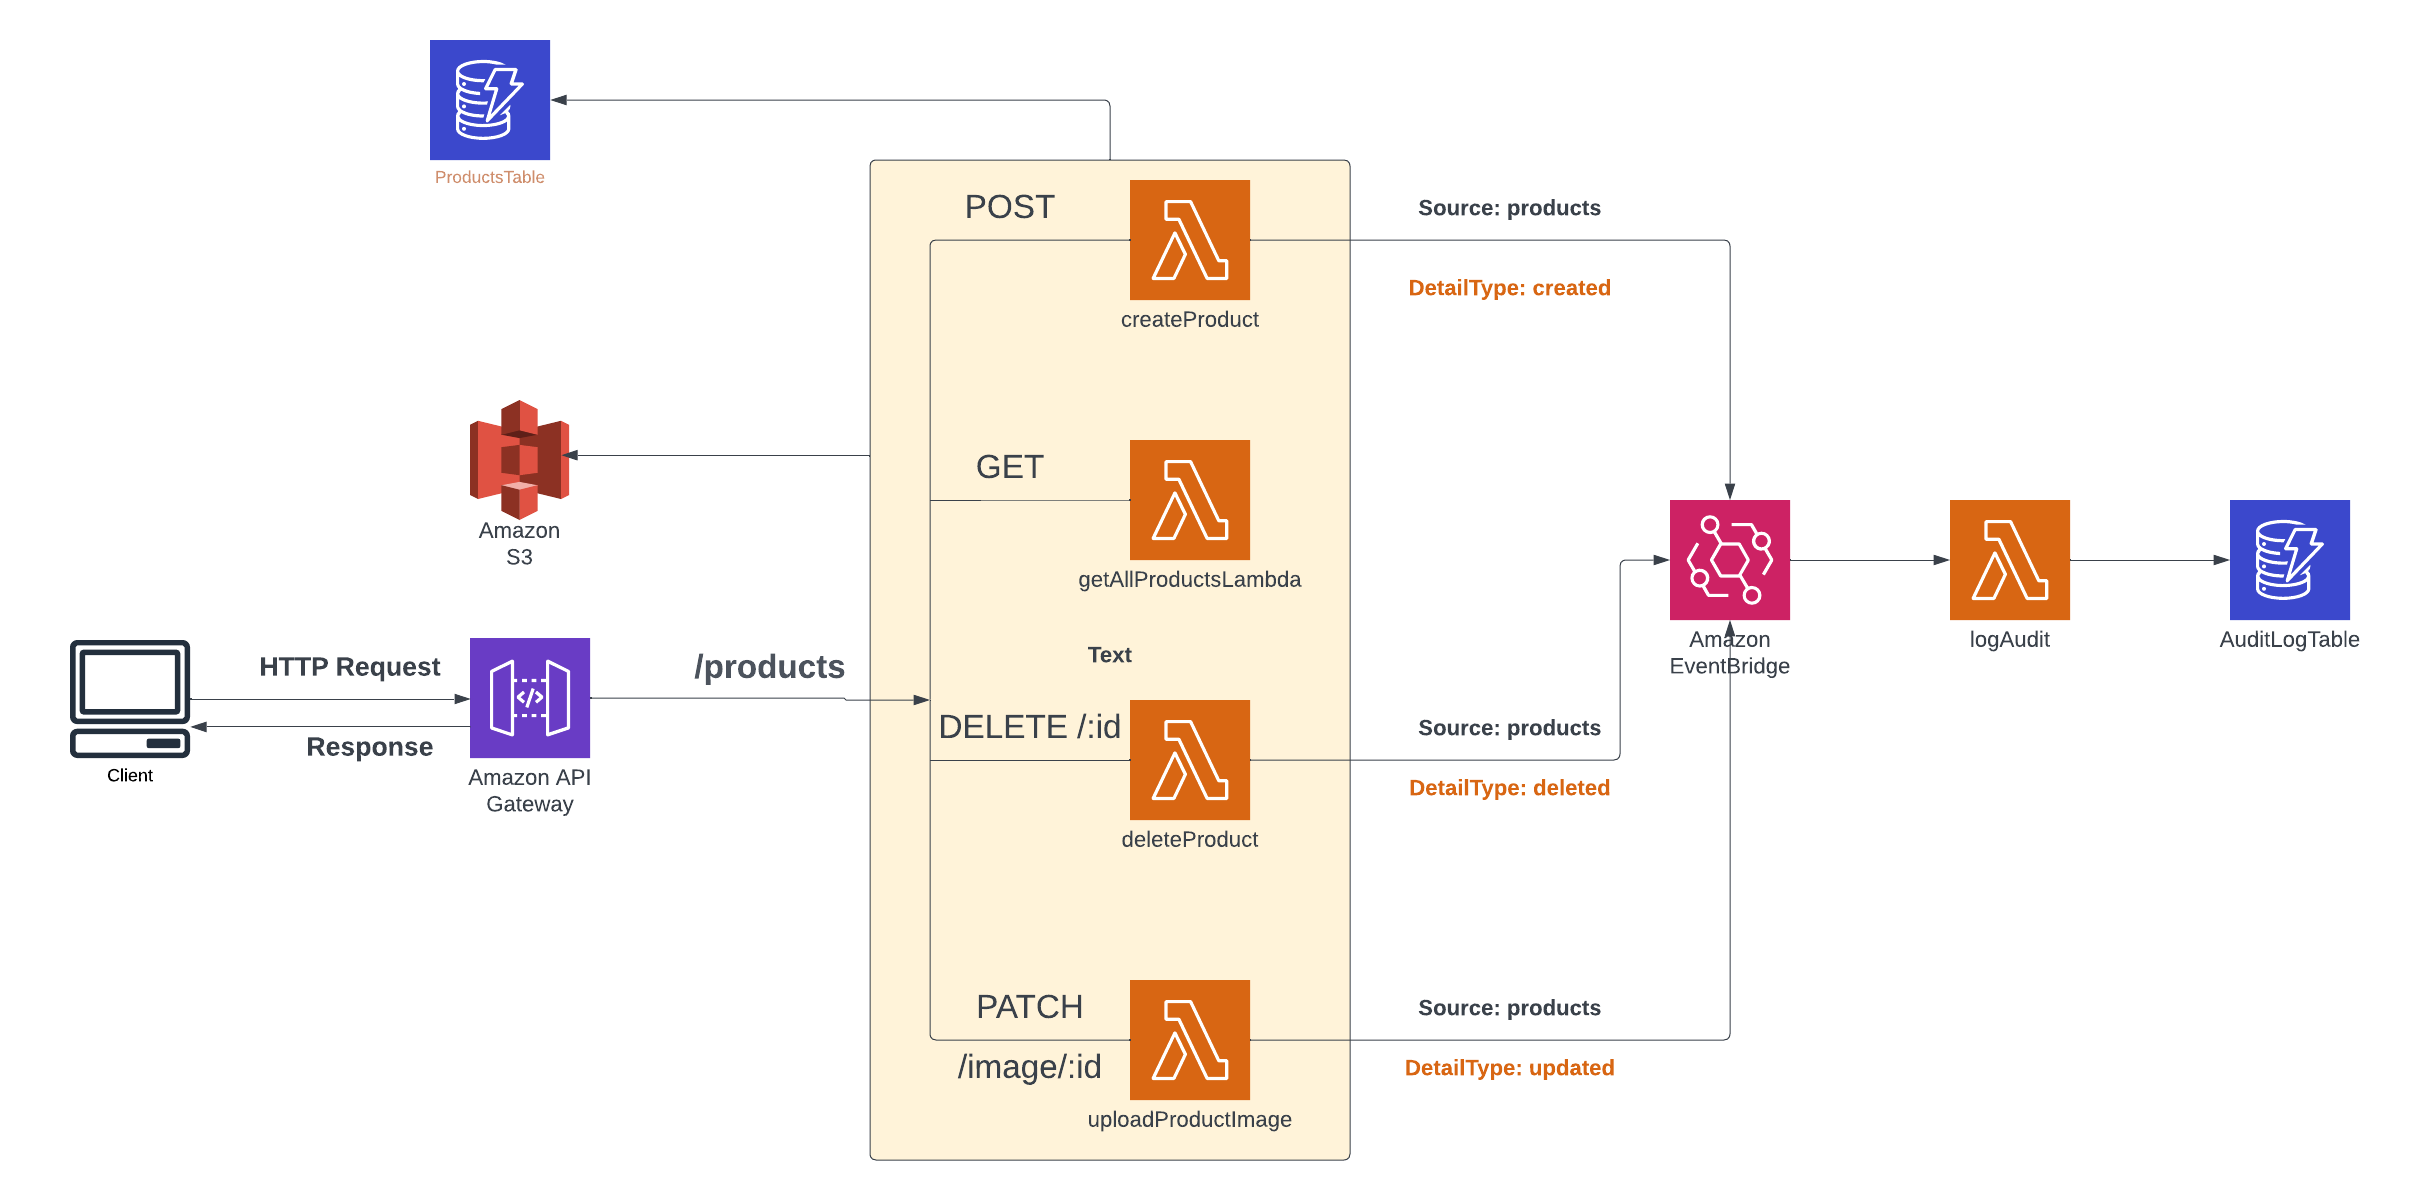 ProductsTable
POST
createProduct
Source: products
DetailType: created
GET
getAllProductsLambda
Amazon
S3
Client
HTTP Request
Response
Amazon API
Gateway
/products
Text
DELETE /:id
deleteProduct
Source: products
DetailType: deleted
Amazon
EventBridge
logAudit
AuditLogTable
PATCH
/image/:id
uploadProductImage
Source: products
DetailType: updated